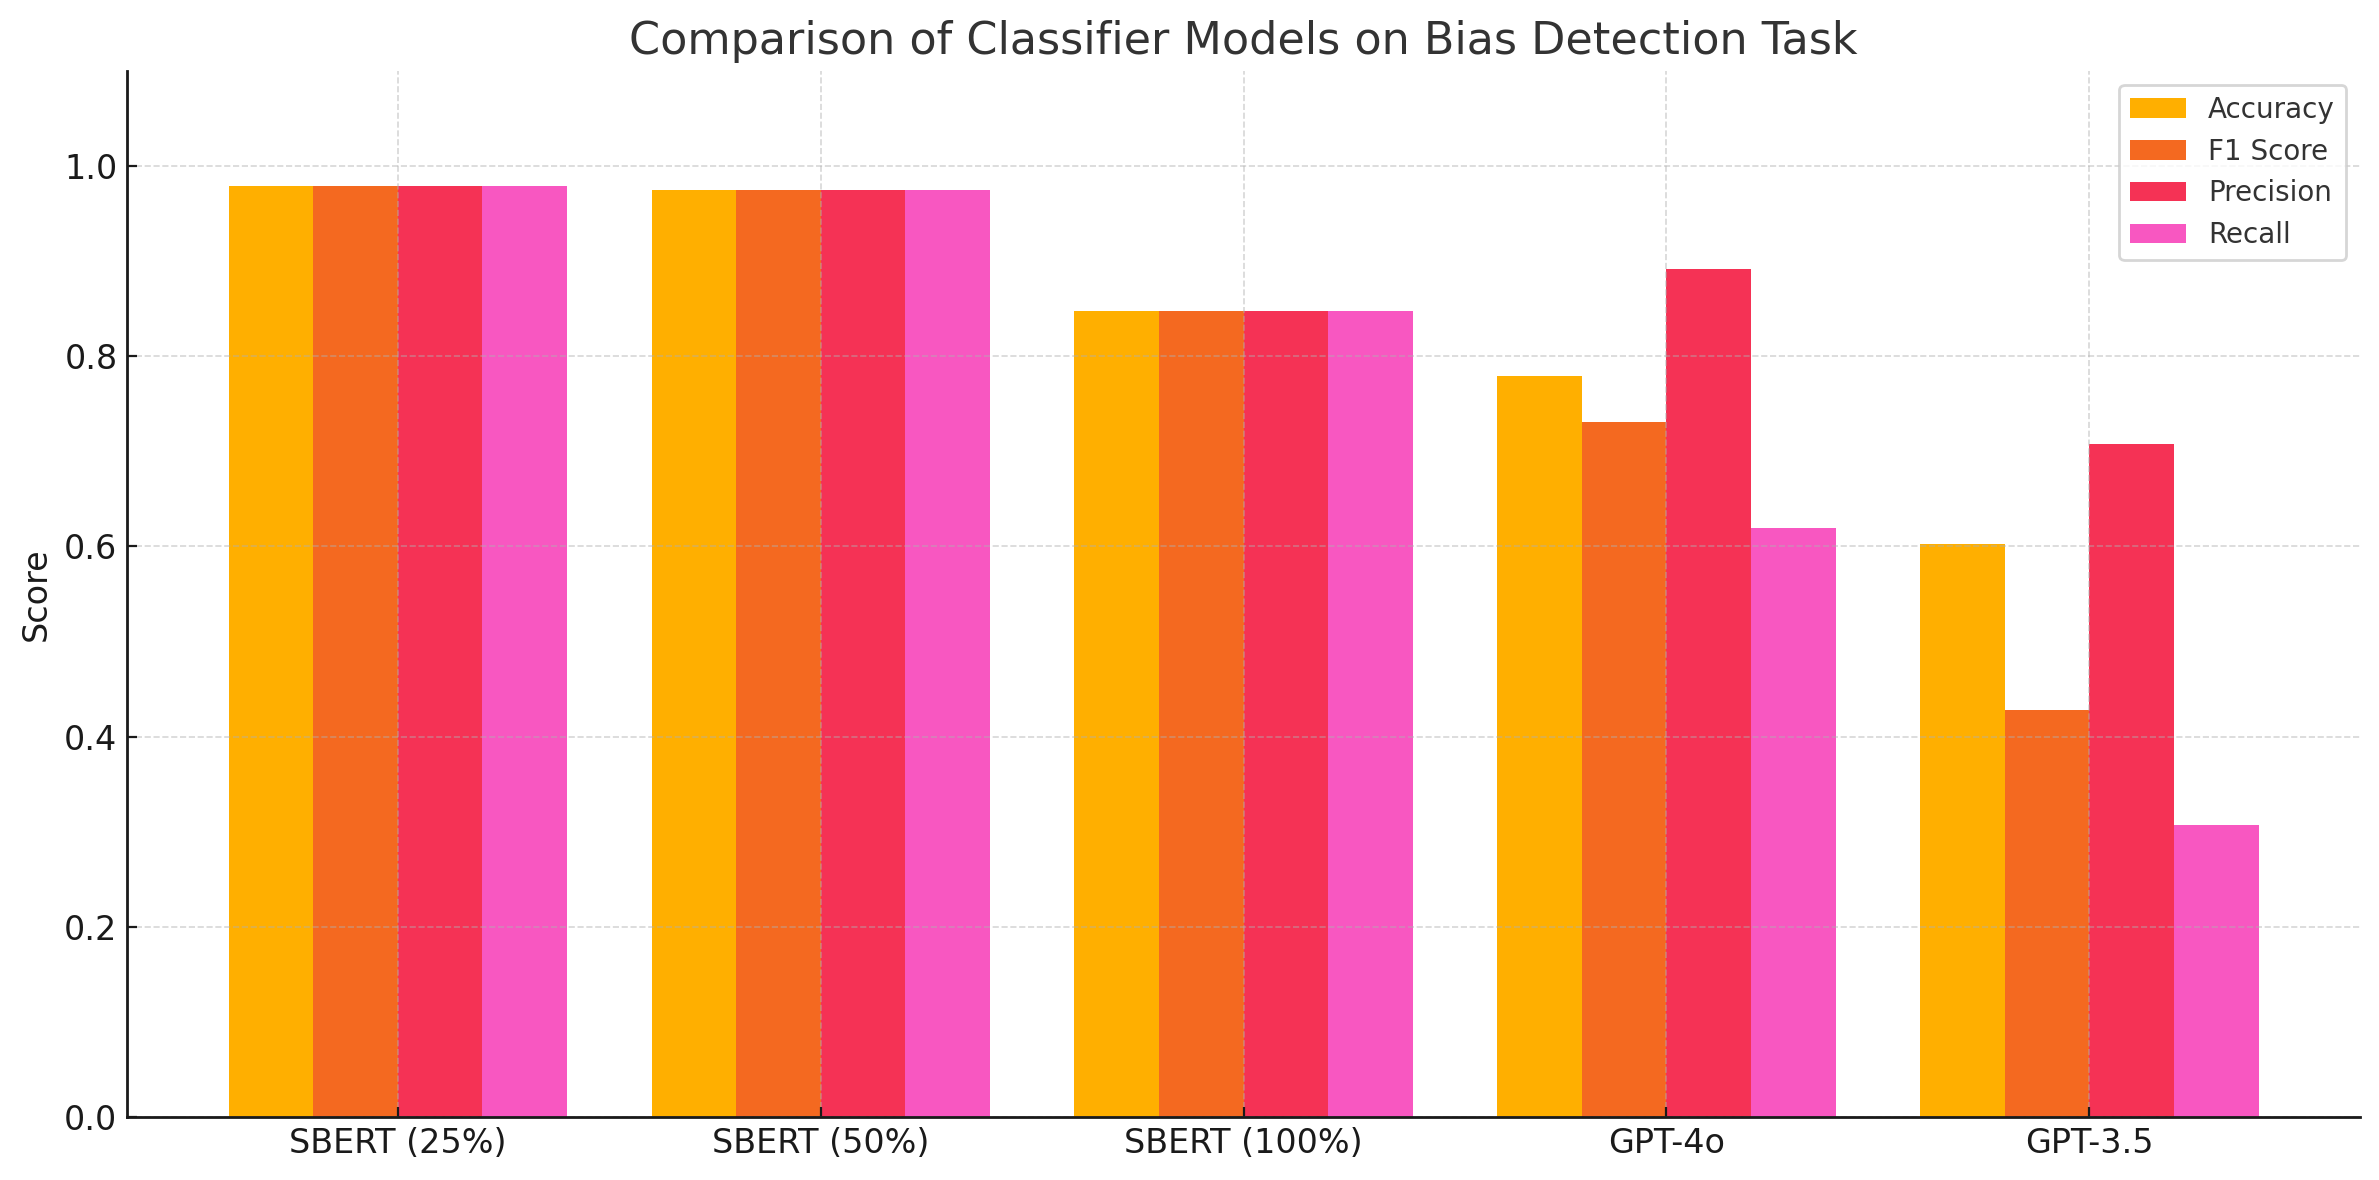 Comparison of Classifier Models on Bias Detection Task
Accuracy
F1 Score
Precision
Recall
Score
1.0
0.8
0.6
0.4
0.2
0.0
SBERT (25%)
SBERT (50%)
SBERT (100%)
GPT-4o
GPT-3.5